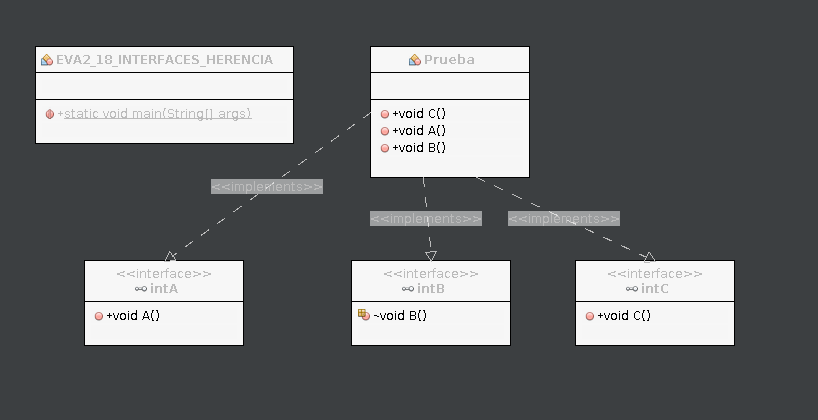 EVA2_18_INTERFACES_HERENCIA
+static void main(String[] args)
Prueba
+void C()
+void A()
+void B()
<<implements>>
<<implements>>
<<implements>>
<<interface>>
intA
+void A()
<<interface>>
intB
~void B()
<<interface>>
intC
+void C()